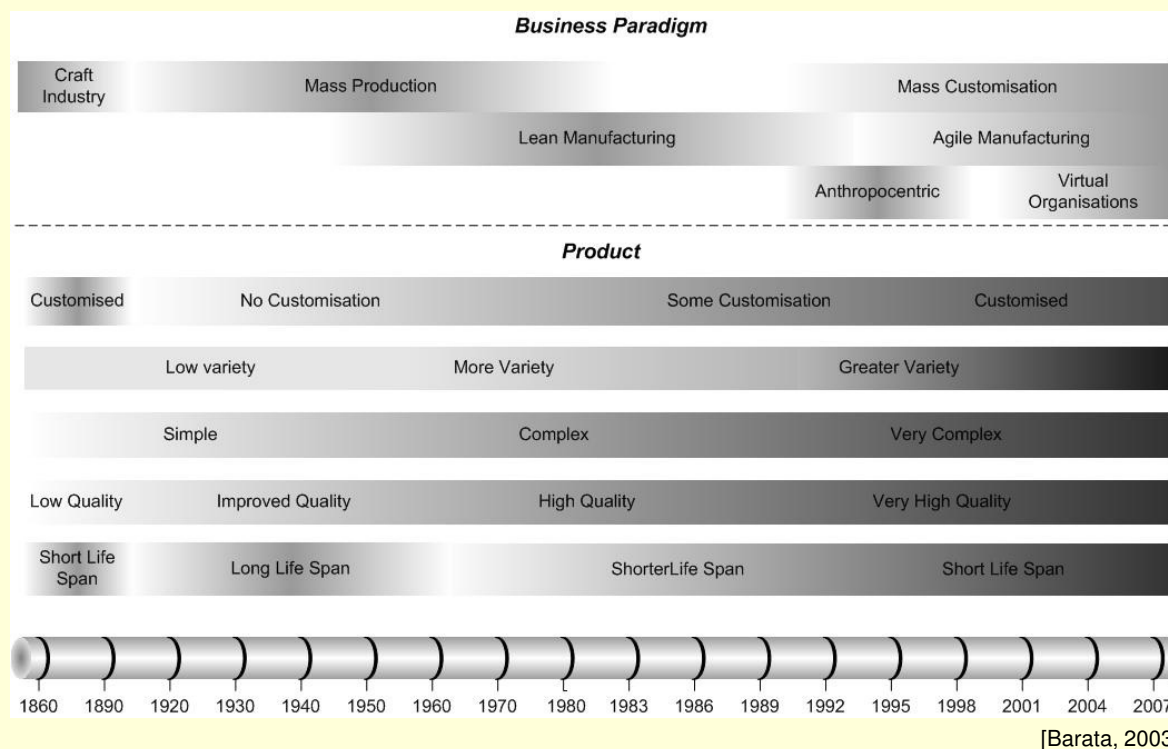 Business Paradigm
Craft
Industry
Mass Production
Mass Customisation
Lean Manufacturing
Agile Manufacturing
Anthropocentric
Virtual
Organisations
Product
Customised
No Customisation
Some Customisation
Customised
Low variety
More Variety
Greater Variety
Simple
Complex
Very Complex
Low Quality
Improved Quality
High Quality
Very High Quality
Short Life
Span
Long Life Span
ShorterLife Span
Short Life Span
1860 1890 1920 1930 1940 1950 1960 1970 1980 1983 1986 1989 1992 1995 1998 2001 2004 2007
[Barata, 2003